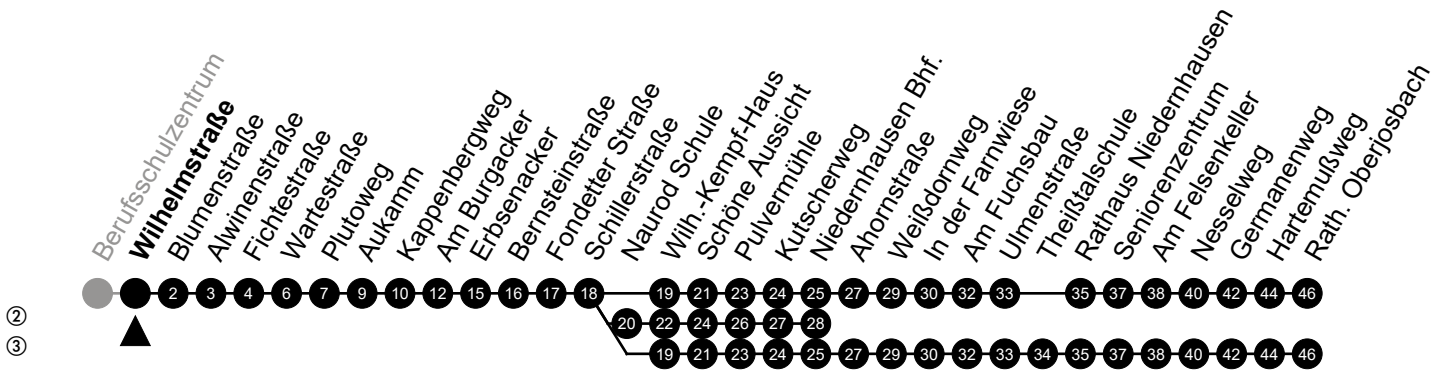 Berufsschulzentrum
Wilhelmstraße
Blumenstraße
Alwinenstraße
Fichtestraße
Wartestraße
Plutoweg
Aukamm
Kappenbergweg
Am Burgacker
Erbsenacker
Bernsteinstraße
Fondetter Straße
Schillerstraße
Naurod Schule
Wilh.-Kempf-Haus
Schöne Aussicht
Pulvermühle
Kutscherweg
Niedernhausen Bhf.
Ahornstraße
Weißdornweg
In der Farnwiese
Am Fuchsbau
Ulmenstraße
Theißtalschule
Rathaus Niedernhausen
Seniorenzentrum
Am Felsenkeller
Nesselweg
Germanenweg
Hartemußweg
Rath. Oberjosbach
2 3 4 6 7 9 10 12 15 16 17 18 19 21 23 24 25 27 29 30 32 33 35 37 38 40 42 44 46
② 20 22 24 26 27 28
③ 19 21 23 24 25 27 29 30 32 33 34 35 37 38 40 42 44 46